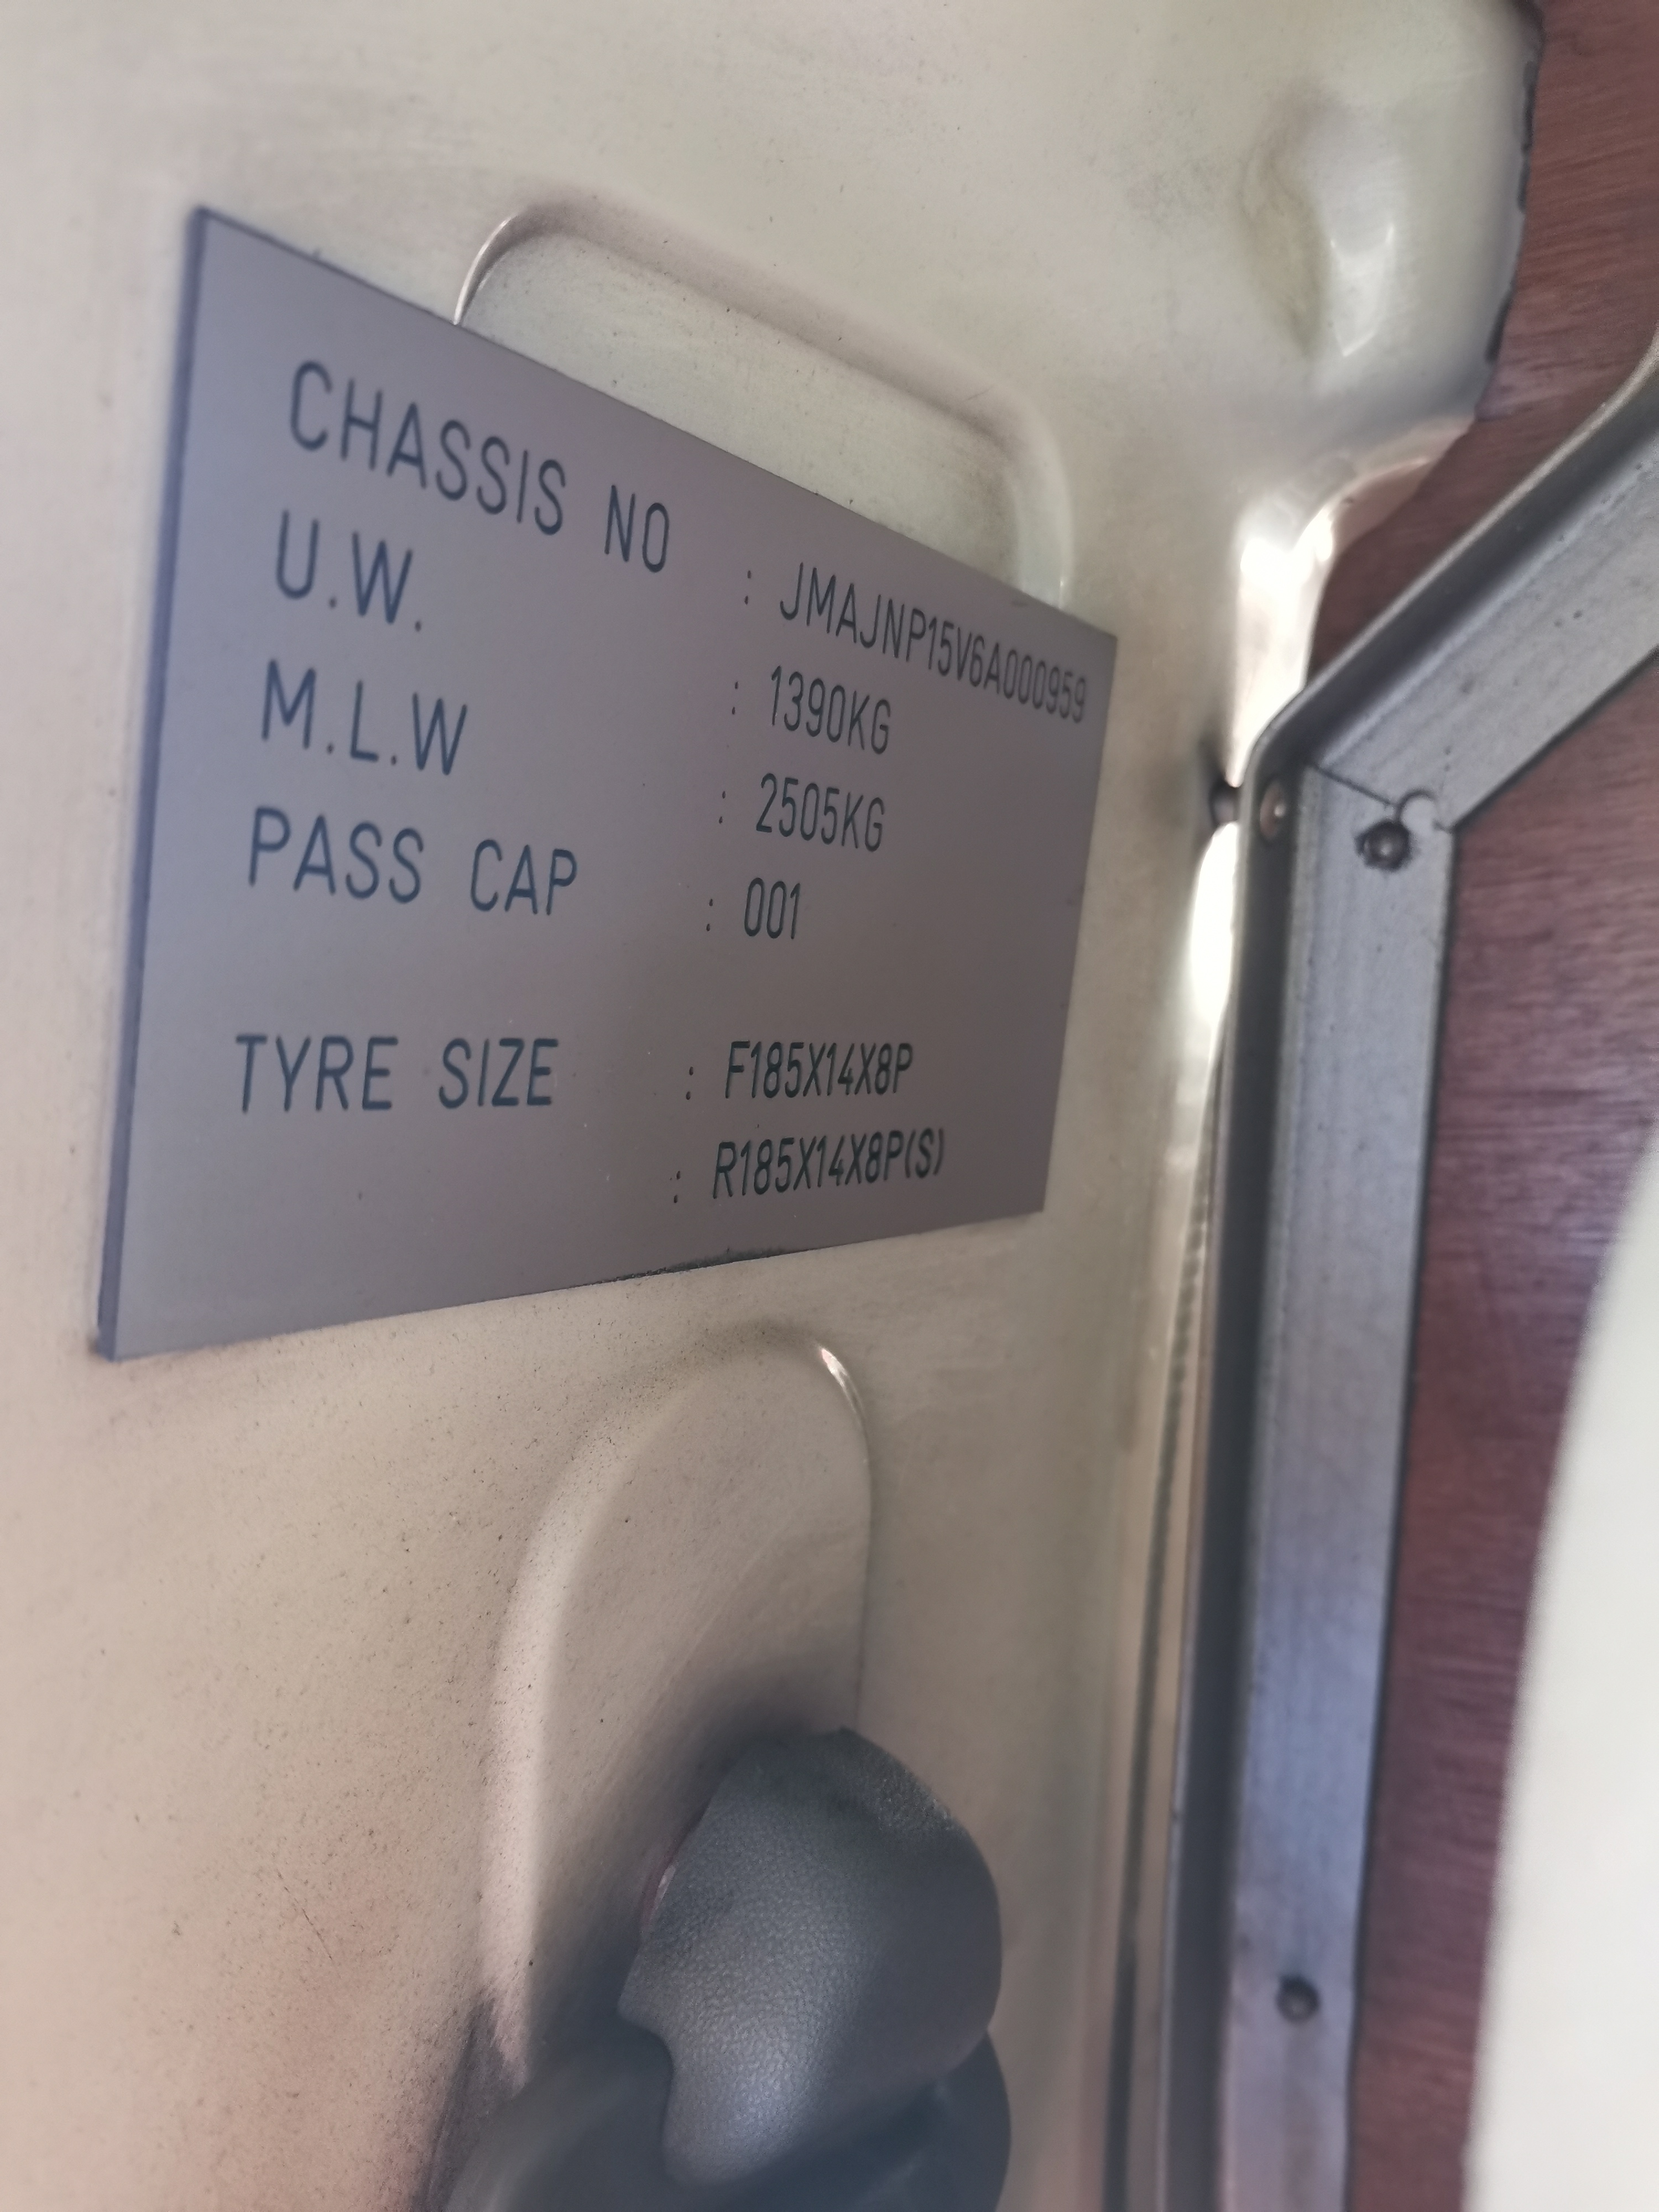 CHASSIS NO : JMAJNP15V6A000959
U.W. : 1390KG
M.L.W : 2505KG
PASS CAP : 001
TYRE SIZE : F185X14X8P
: R185X14X8P(S)